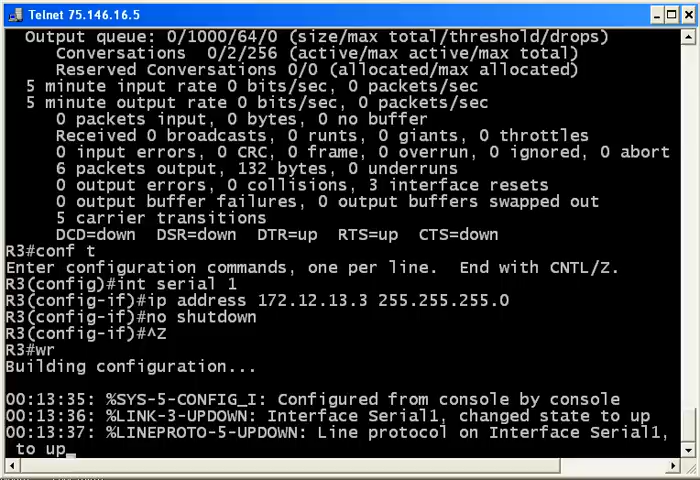 Telnet 75.146.16.5
Output queue: 0/1000/64/0 (size/max total/threshold/drops)
Conversations  0/2/256 (active/max active/max total)
Reserved Conversations 0/0 (allocated/max allocated)
5 minute input rate 0 bits/sec, 0 packets/sec
5 minute output rate 0 bits/sec, 0 packets/sec
0 packets input, 0 bytes, 0 no buffer
Received 0 broadcasts, 0 runts, 0 giants, 0 throttles
0 input errors, 0 CRC, 0 frame, 0 overrun, 0 ignored, 0 abort
6 packets output, 132 bytes, 0 underruns
0 output errors, 0 collisions, 3 interface resets
0 output buffer failures, 0 output buffers swapped out
5 carrier transitions
DCD=down  DSR=down  DTR=up  RTS=up  CTS=down
R3#conf t
Enter configuration commands, one per line.  End with CNTL/Z.
R3(config)#int serial 1
R3(config-if)#ip address 172.12.13.3 255.255.255.0
R3(config-if)#no shutdown
R3(config-if)#^Z
R3#wr
Building configuration...
00:13:35: %SYS-5-CONFIG_I: Configured from console by console
00:13:36: %LINK-3-UPDOWN: Interface Serial1, changed state to up
00:13:37: %LINEPROTO-5-UPDOWN: Line protocol on Interface Serial1,
to up